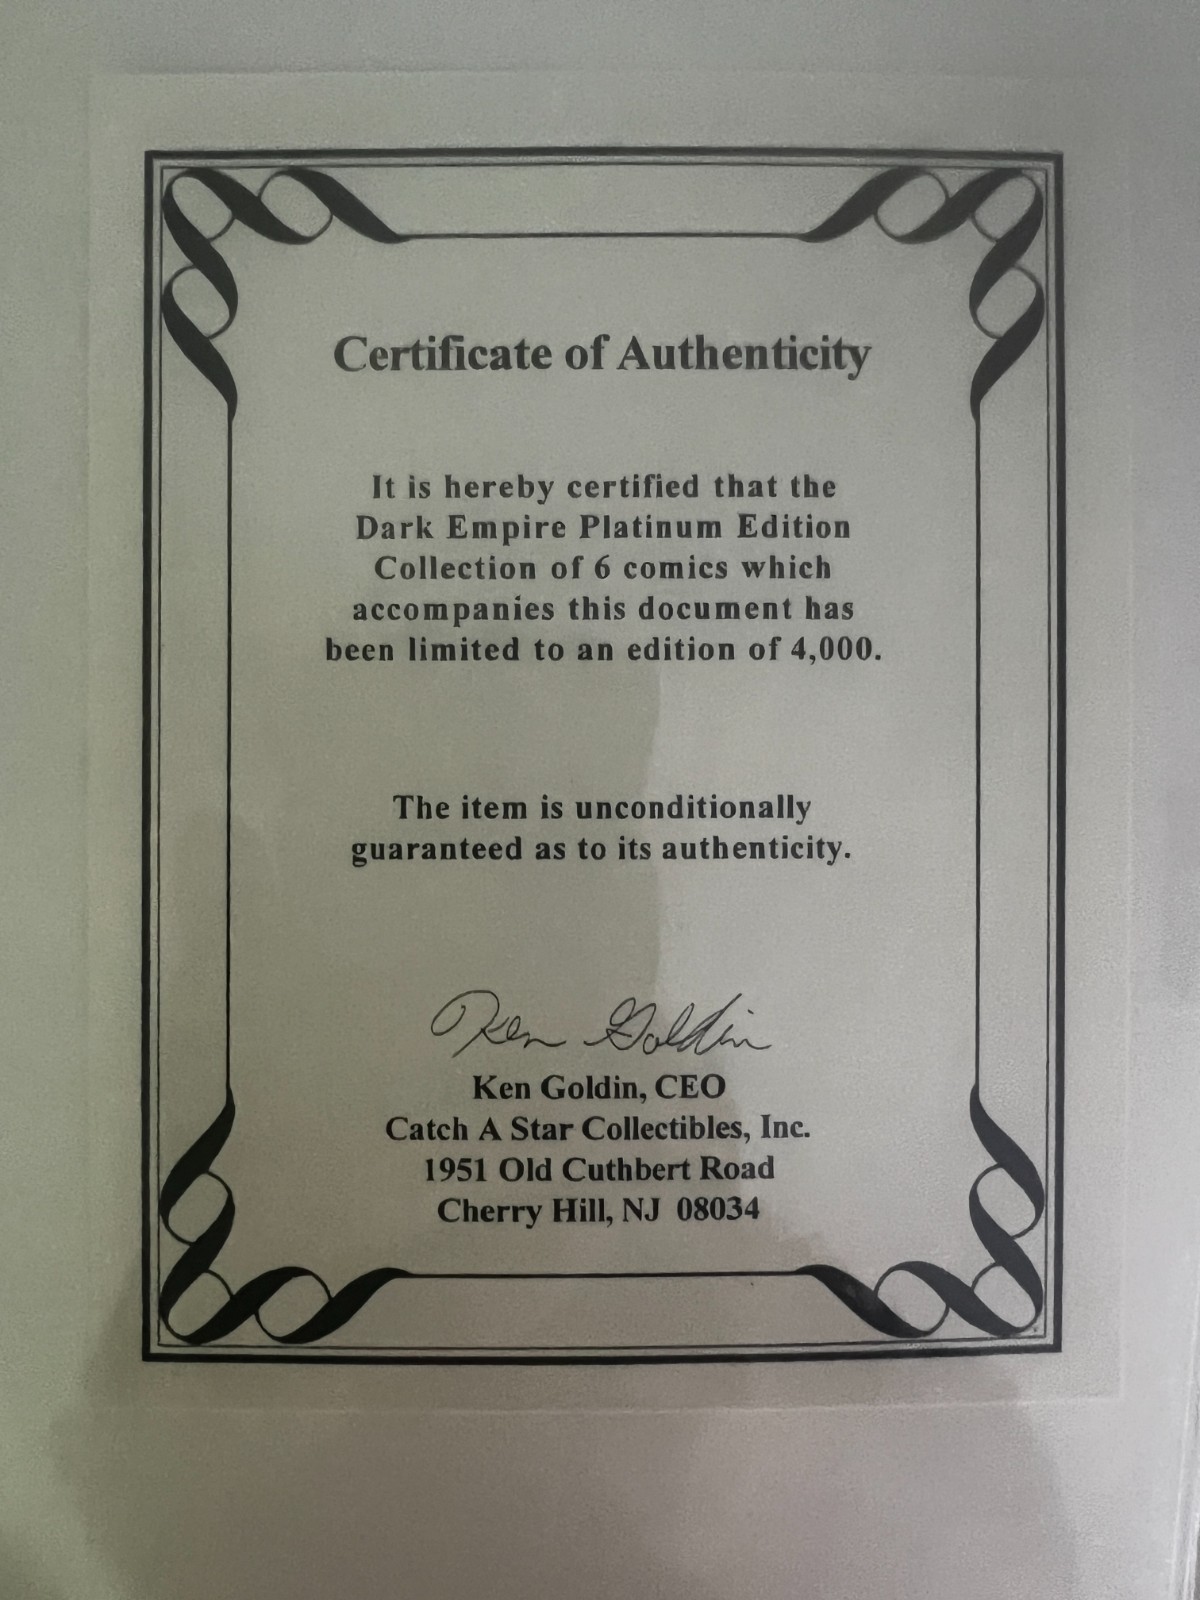 Certificate of Authenticity
It is hereby certified that the
Dark Empire Platinum Edition
Collection of 6 comics which
accompanies this document has
been limited to an edition of 4,000.
The item is unconditionally
guaranteed as to its authenticity.
Ken Goldin
Ken Goldin, CEO
Catch A Star Collectibles, Inc.
1951 Old Cuthbert Road
Cherry Hill, NJ 08034